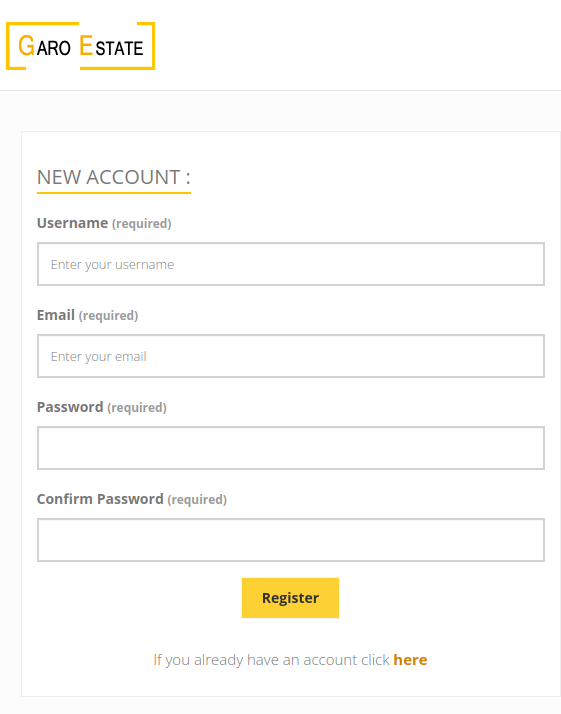 GARO ESTATE
NEW ACCOUNT :
Username (required)
Enter your username
Email (required)
Enter your email
Password (required)
Confirm Password (required)
Register
If you already have an account click here